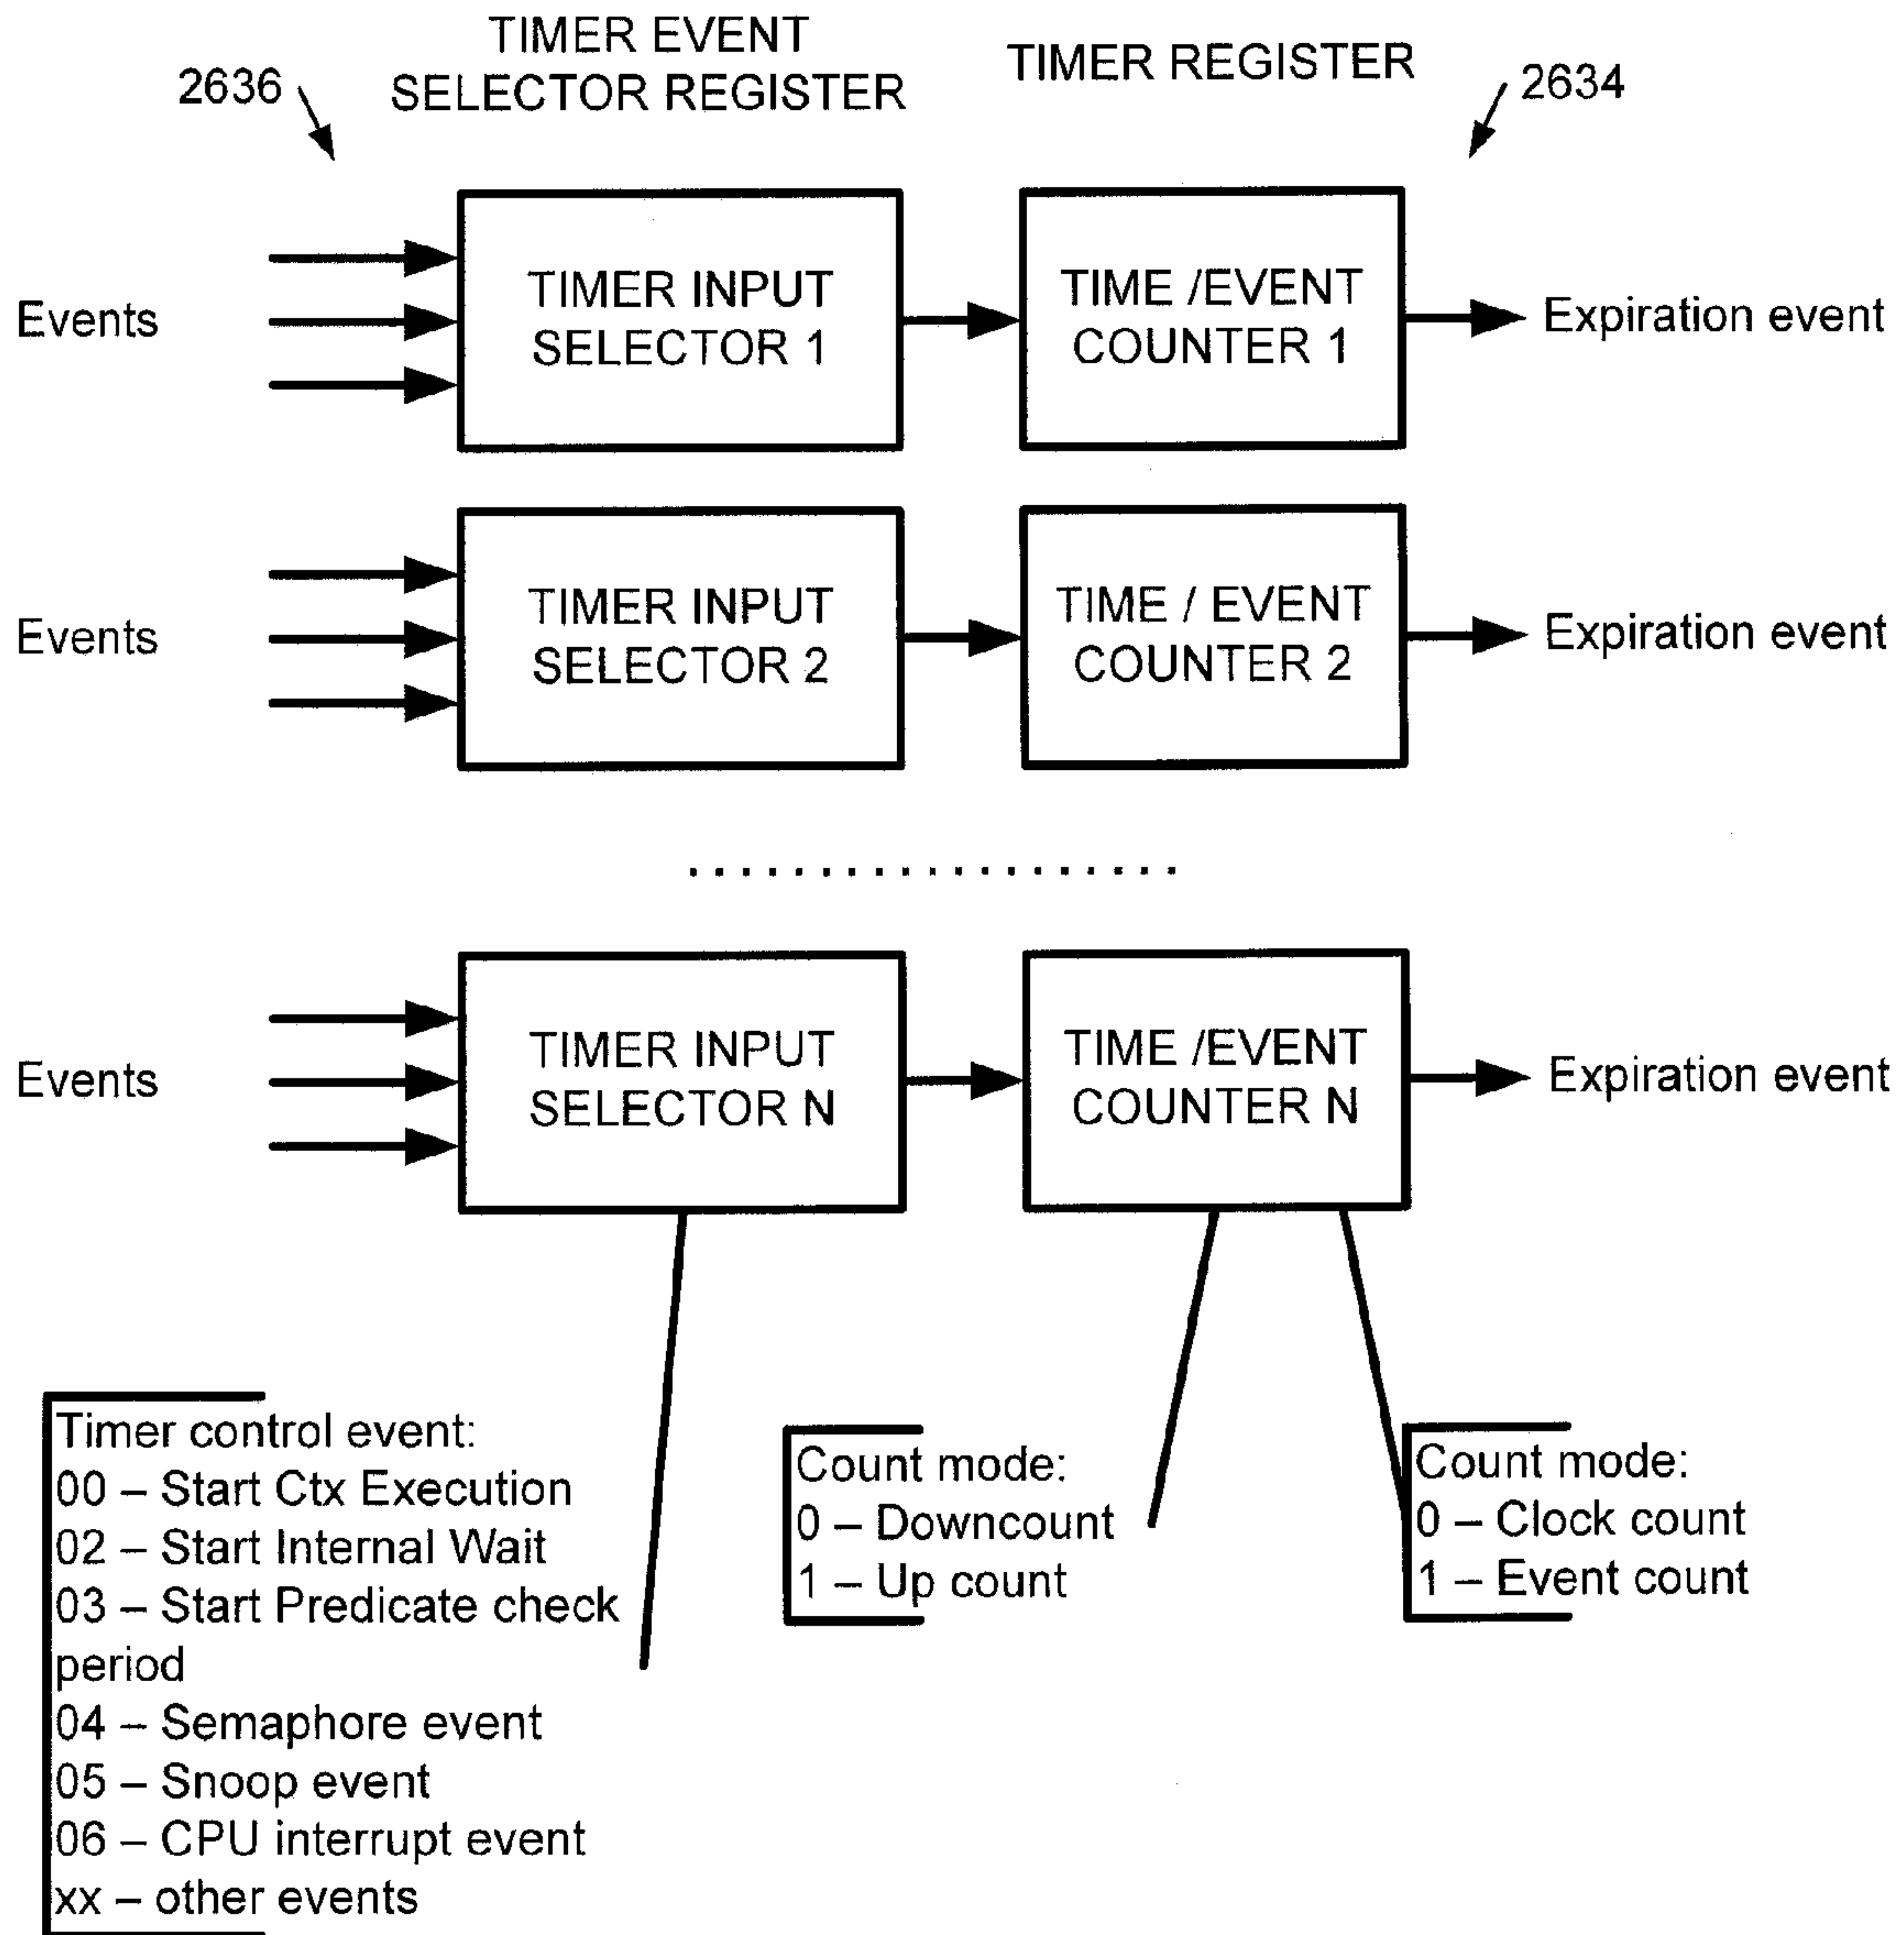 TIMER EVENT
SELECTOR REGISTER
TIMER REGISTER
2636
2634
Events
TIMER INPUT
SELECTOR 1
TIME /EVENT
COUNTER 1
Expiration event
Events
TIMER INPUT
SELECTOR 2
TIME / EVENT
COUNTER 2
Expiration event
Events
TIMER INPUT
SELECTOR N
TIME /EVENT
COUNTER N
Expiration event
Timer control event:
00 – Start Ctx Execution
02 – Start Internal Wait
03 – Start Predicate check
period
04 – Semaphore event
05 – Snoop event
06 – CPU interrupt event
xx – other events
Count mode:
0 – Downcount
1 – Up count
Count mode:
0 – Clock count
1 – Event count